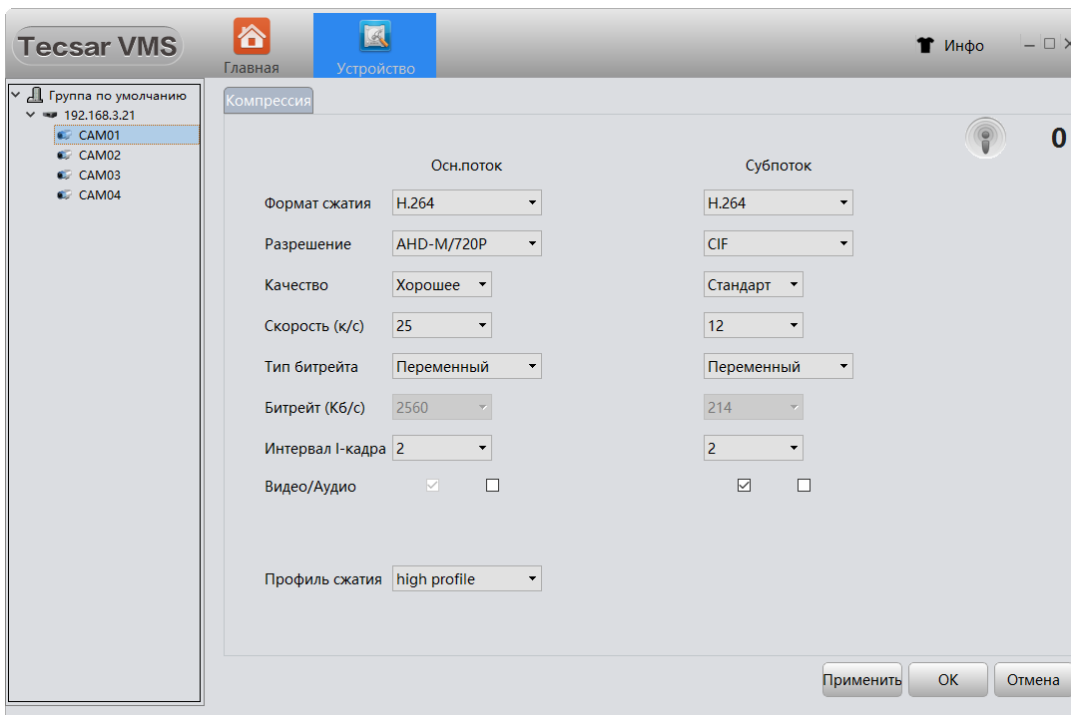 Tecsar VMS
Главная
Устройство
Инфо
Группа по умолчанию
192.168.3.21
CAM01
CAM02
CAM03
CAM04
Компрессия
0
Осн.поток Субпоток
Формат сжатия H.264 H.264
Разрешение AHD-M/720P CIF
Качество Хорошее Стандарт
Скорость (к/с) 25 12
Тип битрейта Переменный Переменный
Битрейт (Кб/с) 2560 214
Интервал I-кадра 2 2
Видео/Аудио
Профиль сжатия high profile
Применить OK Отмена